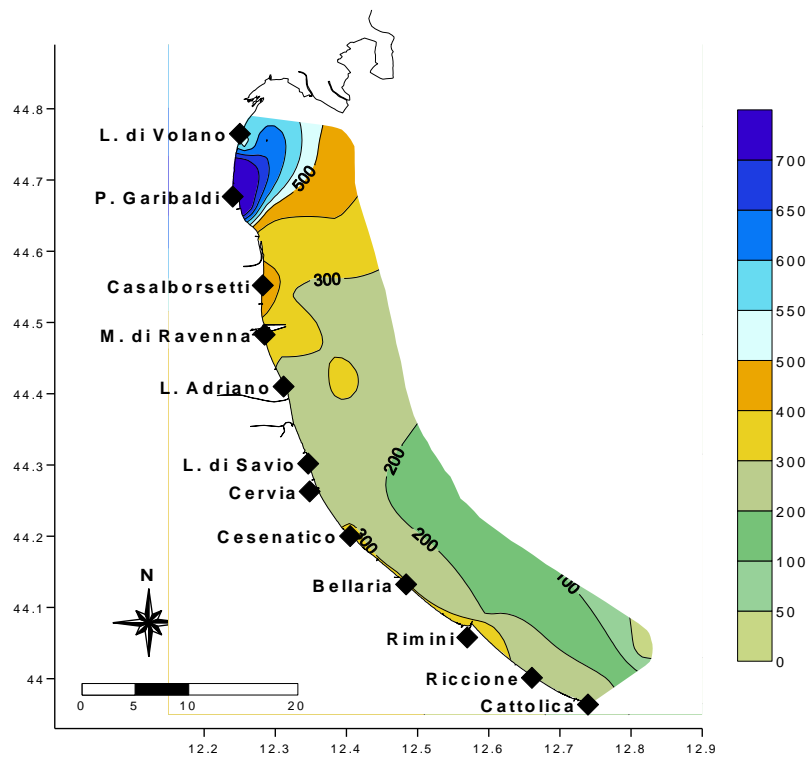 44.8
L. di Volano
700
44.7
P. Garibaldi
500
650
44.6
600
Casalborsetti
300
550
44.5
M. di Ravenna
500
44.4
L. Adriano
400
200
300
44.3
L. di Savio
Cervia
200
44.2
Cesenatico
300
200
100
N
Bellaria
100
100
44.1
50
Rimini
0
44
Riccione
0 5 10 20
Cattolica
12.2 12.3 12.4 12.5 12.6 12.7 12.8 12.9